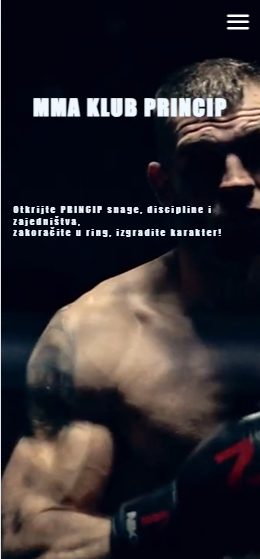 MMA KLUB PRINCIP
Otkrijte PRINCIP snage, discipline i
zajedništva,
zakoračite u ring, izgradite karakter!